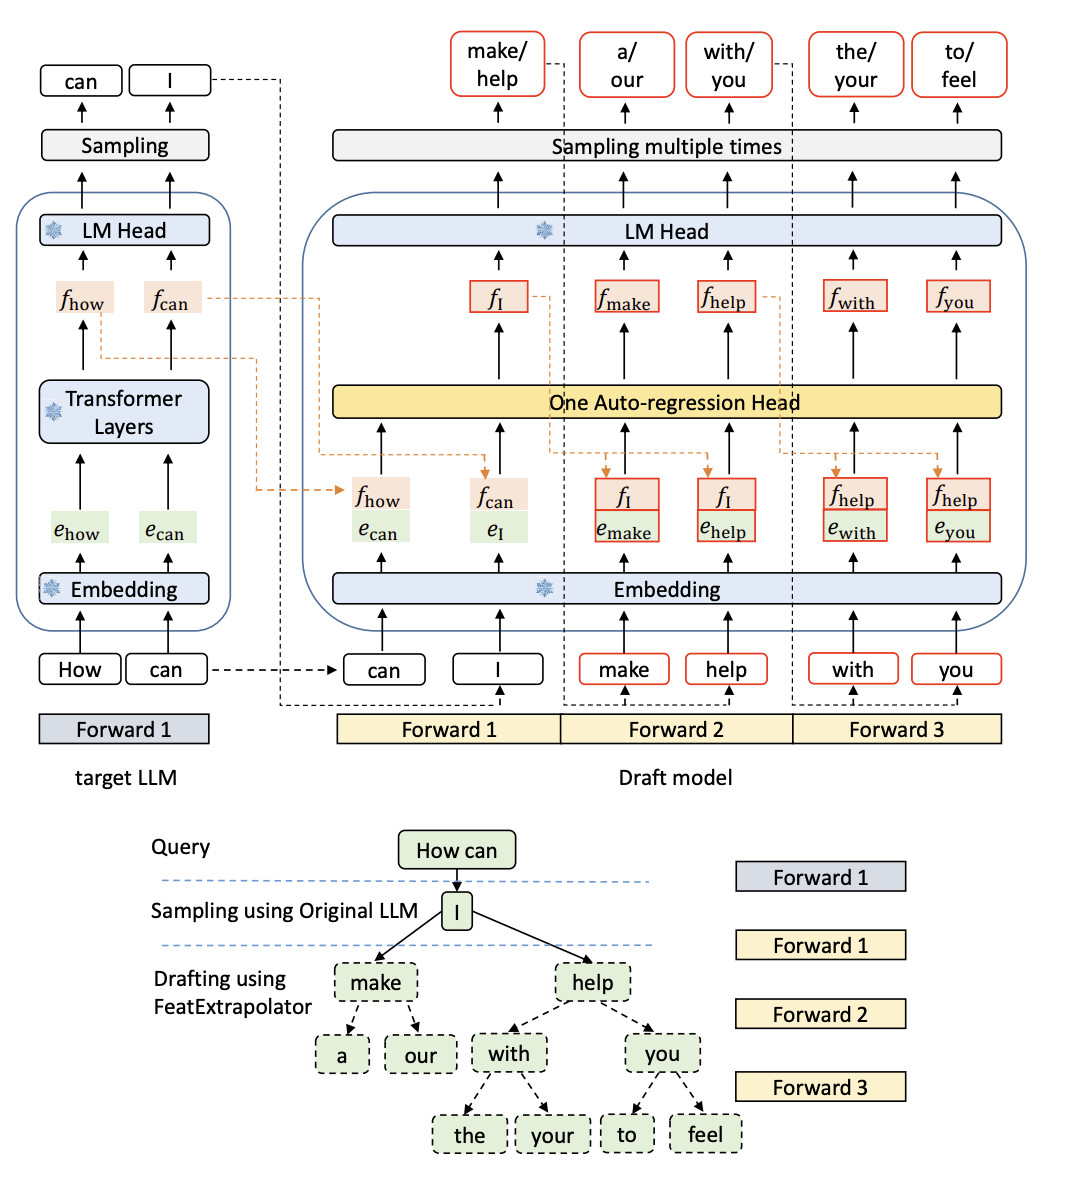 make/
help
a/
our
with/
you
the/
your
to/
feel
can
I
Sampling
Sampling multiple times
LM Head
LM Head
f_how
f_can
f_I
f_make
f_help
f_with
f_you
Transformer
Layers
One Auto-regression Head
f_how
f_can
f_I
f_I
f_help
f_help
e_how
e_can
e_can
e_I
e_make
e_help
e_with
e_you
Embedding
Embedding
How
can
can
I
make
help
with
you
Forward 1
Forward 1
Forward 2
Forward 3
target LLM
Draft model
Query
How can
Forward 1
Sampling using Original LLM
I
Forward 1
Drafting using
FeatExtrapolator
make
help
Forward 2
a
our
with
you
Forward 3
the
your
to
feel